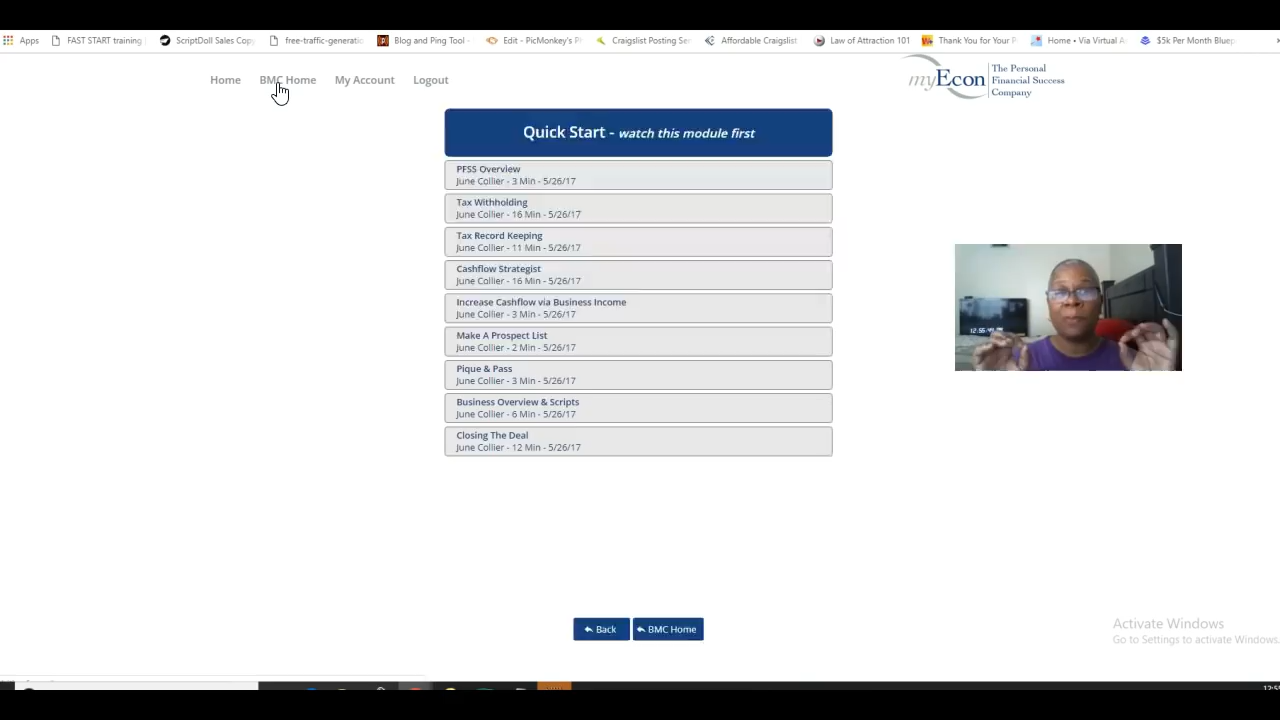 Apps
FAST START training
ScriptDoll Sales Copy
free-traffic-generatio
Blog and Ping Tool -
Edit - PicMonkey's P
Craigslist Posting Ser
Affordable Craigslist
Law of Attraction 101
Thank You for Your P
Home • Via Virtual A
$5k Per Month Bluep
Home
BMC Home
My Account
Logout
myEcon
The Personal
Financial Success
Company
Quick Start - watch this module first
PFSS Overview
June Collier - 3 Min - 5/26/17
Tax Withholding
June Collier - 16 Min - 5/26/17
Tax Record Keeping
June Collier - 11 Min - 5/26/17
Cashflow Strategist
June Collier - 16 Min - 5/26/17
Increase Cashflow via Business Income
June Collier - 3 Min - 5/26/17
Make A Prospect List
June Collier - 2 Min - 5/26/17
Pique & Pass
June Collier - 3 Min - 5/26/17
Business Overview & Scripts
June Collier - 6 Min - 5/26/17
Closing The Deal
June Collier - 12 Min - 5/26/17
Back
BMC Home
Activate Windows
Go to Settings to activate Windows.